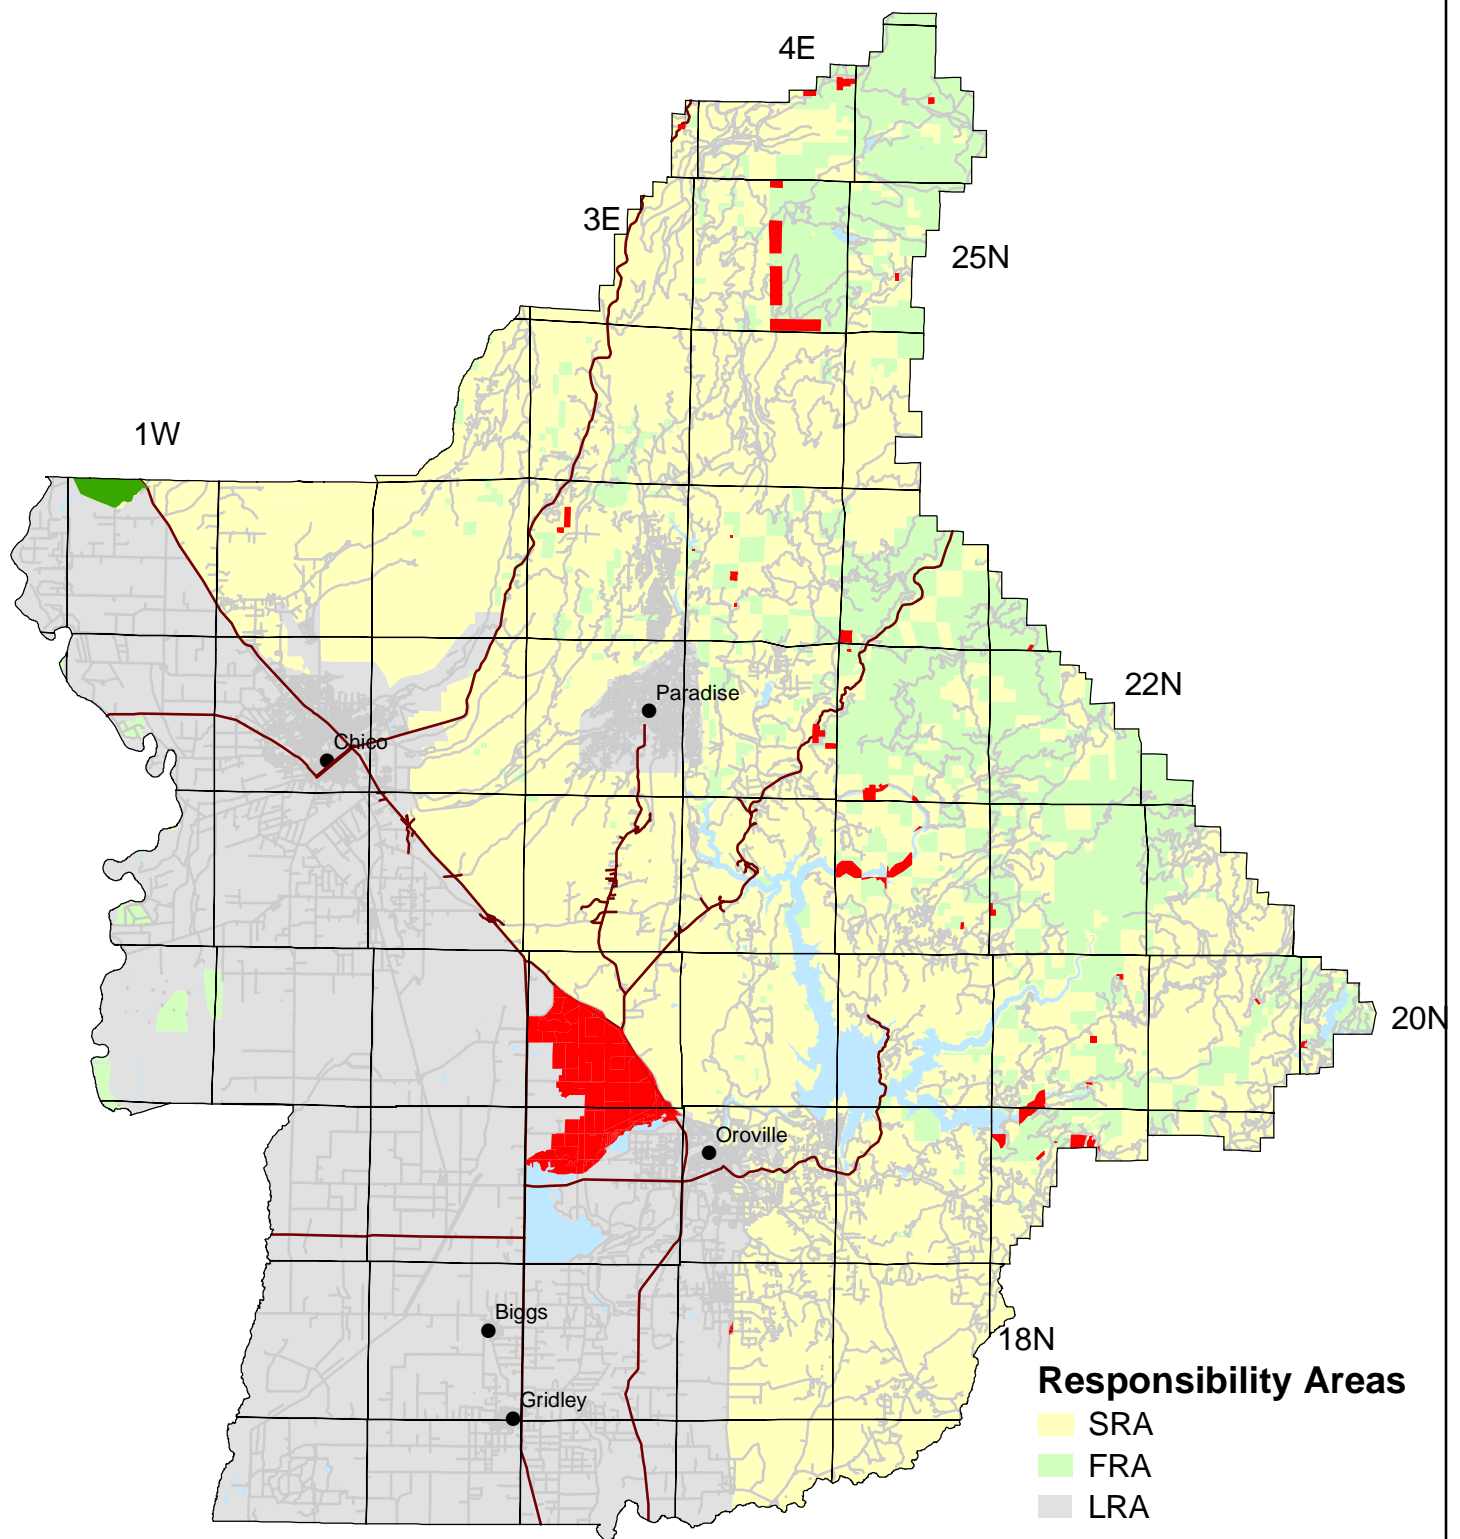 4E
3E
25N
1W
22N
Paradise
Chico
20N
Oroville
Biggs
18N
Responsibility Areas
Gridley
SRA
FRA
LRA